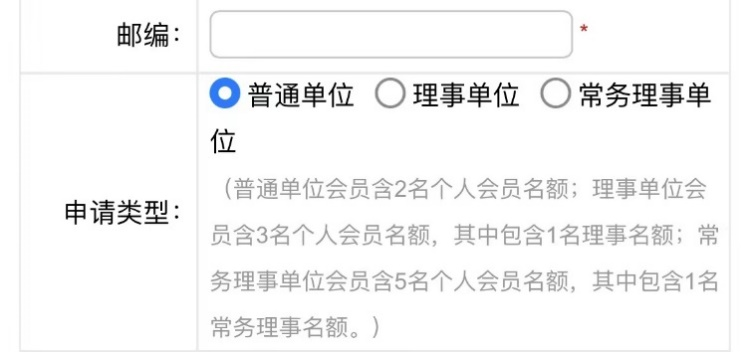 邮编： *
普通单位 理事单位 常务理事单
位
申请类型：
（普通单位会员含2名个人会员名额；理事单位会
员含3名个人会员名额，其中包含1名理事名额；常
务理事单位会员含5名个人会员名额，其中包含1名
常务理事名额。）